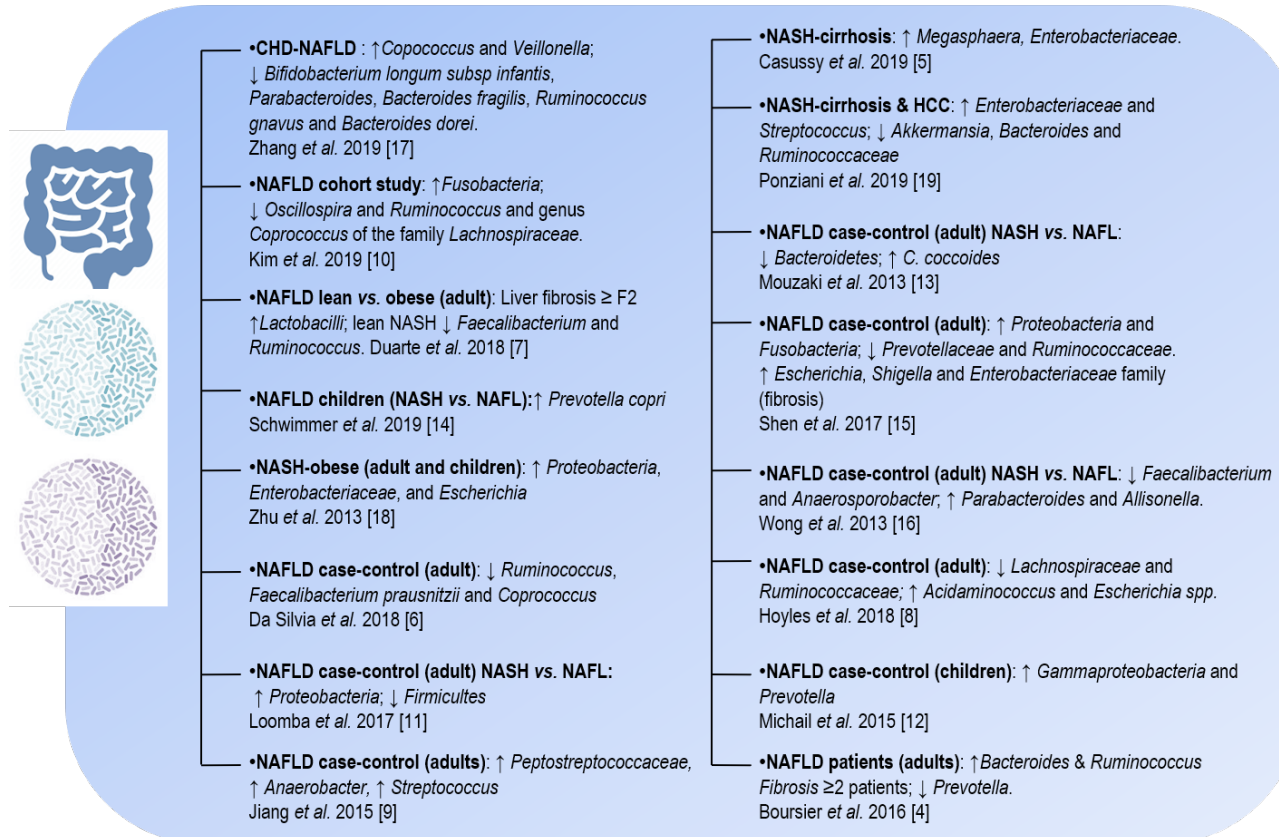 •CHD-NAFLD : ↑Copococcus and Veillonella;
↓ Bifidobacterium longum subsp infantis,
Parabacteroides, Bacteroides fragilis, Ruminococcus
gnavus and Bacteroides dorei.
Zhang et al. 2019 [17]
•NAFLD cohort study: ↑Fusobacteria;
↓ Oscillospira and Ruminococcus and genus
Coprococcus of the family Lachnospiraceae.
Kim et al. 2019 [10]
•NAFLD lean vs. obese (adult): Liver fibrosis ≥ F2
↑Lactobacilli; lean NASH ↓ Faecalibacterium and
Ruminococcus. Duarte et al. 2018 [7]
•NAFLD children (NASH vs. NAFL):↑ Prevotella copri
Schwimmer et al. 2019 [14]
•NASH-obese (adult and children): ↑ Proteobacteria,
Enterobacteriaceae, and Escherichia
Zhu et al. 2013 [18]
•NAFLD case-control (adult): ↓ Ruminococcus,
Faecalibacterium prausnitzii and Coprococcus
Da Silvia et al. 2018 [6]
•NAFLD case-control (adult) NASH vs. NAFL:
↑ Proteobacteria; ↓ Firmicultes
Loomba et al. 2017 [11]
•NAFLD case-control (adults): ↑ Peptostreptococcaceae,
↑ Anaerobacter, ↑ Streptococcus
Jiang et al. 2015 [9]
•NASH-cirrhosis: ↑ Megasphaera, Enterobacteriaceae.
Casussy et al. 2019 [5]
•NASH-cirrhosis & HCC: ↑ Enterobacteriaceae and
Streptococcus; ↓ Akkermansia, Bacteroides and
Ruminococcaceae
Ponziani et al. 2019 [19]
•NAFLD case-control (adult) NASH vs. NAFL:
↓ Bacteroidetes; ↑ C. coccoides
Mouzaki et al. 2013 [13]
•NAFLD case-control (adult): ↑ Proteobacteria and
Fusobacteria; ↓ Prevotellaceae and Ruminococcaceae.
↑ Escherichia, Shigella and Enterobacteriaceae family
(fibrosis)
Shen et al. 2017 [15]
•NAFLD case-control (adult) NASH vs. NAFL: ↓ Faecalibacterium
and Anaerosporobacter; ↑ Parabacteroides and Allisonella.
Wong et al. 2013 [16]
•NAFLD case-control (adult): ↓ Lachnospiraceae and
Ruminococcaceae; ↑ Acidaminococcus and Escherichia spp.
Hoyles et al. 2018 [8]
•NAFLD case-control (children): ↑ Gammaproteobacteria and
Prevotella
Michail et al. 2015 [12]
•NAFLD patients (adults): ↑Bacteroides & Ruminococcus
Fibrosis ≥2 patients; ↓ Prevotella.
Boursier et al. 2016 [4]